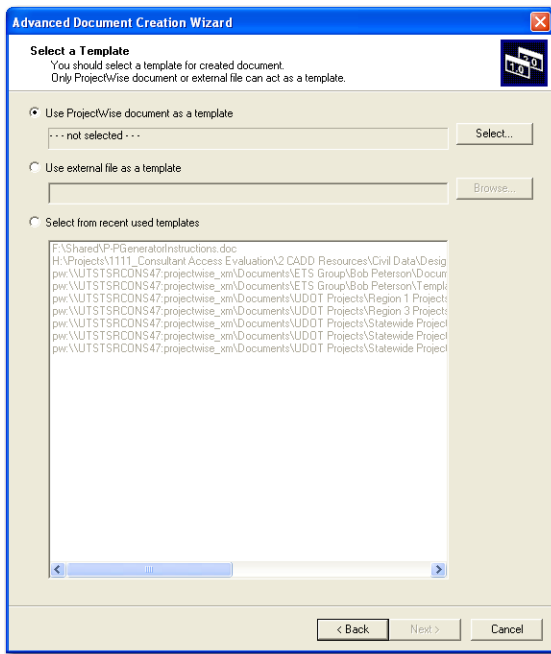 Advanced Document Creation Wizard
Select a Template
You should select a template for created document.
Only ProjectWise document or external file can act as a template.
1.0 2.0
Use ProjectWise document as a template
- - - not selected - - -
Select...
Use external file as a template
Browse...
Select from recent used templates
F:\Shared\P-PGeneratorInstructions.doc
H:\Projects\1111_Consultant Access Evaluation\2 CADD Resources\Civil Data\Desig
pw:\\UTSTSRCONS47:projectwise_xm\Documents\ETS Group\Bob Peterson\Docum
pw:\\UTSTSRCONS47:projectwise_xm\Documents\ETS Group\Bob Peterson\Templa
pw:\\UTSTSRCONS47:projectwise_xm\Documents\UDOT Projects\Region 1 Projects
pw:\\UTSTSRCONS47:projectwise_xm\Documents\UDOT Projects\Region 3 Projects
pw:\\UTSTSRCONS47:projectwise_xm\Documents\UDOT Projects\Statewide Project
pw:\\UTSTSRCONS47:projectwise_xm\Documents\UDOT Projects\Statewide Project
pw:\\UTSTSRCONS47:projectwise_xm\Documents\UDOT Projects\Statewide Project
< Back
Next >
Cancel